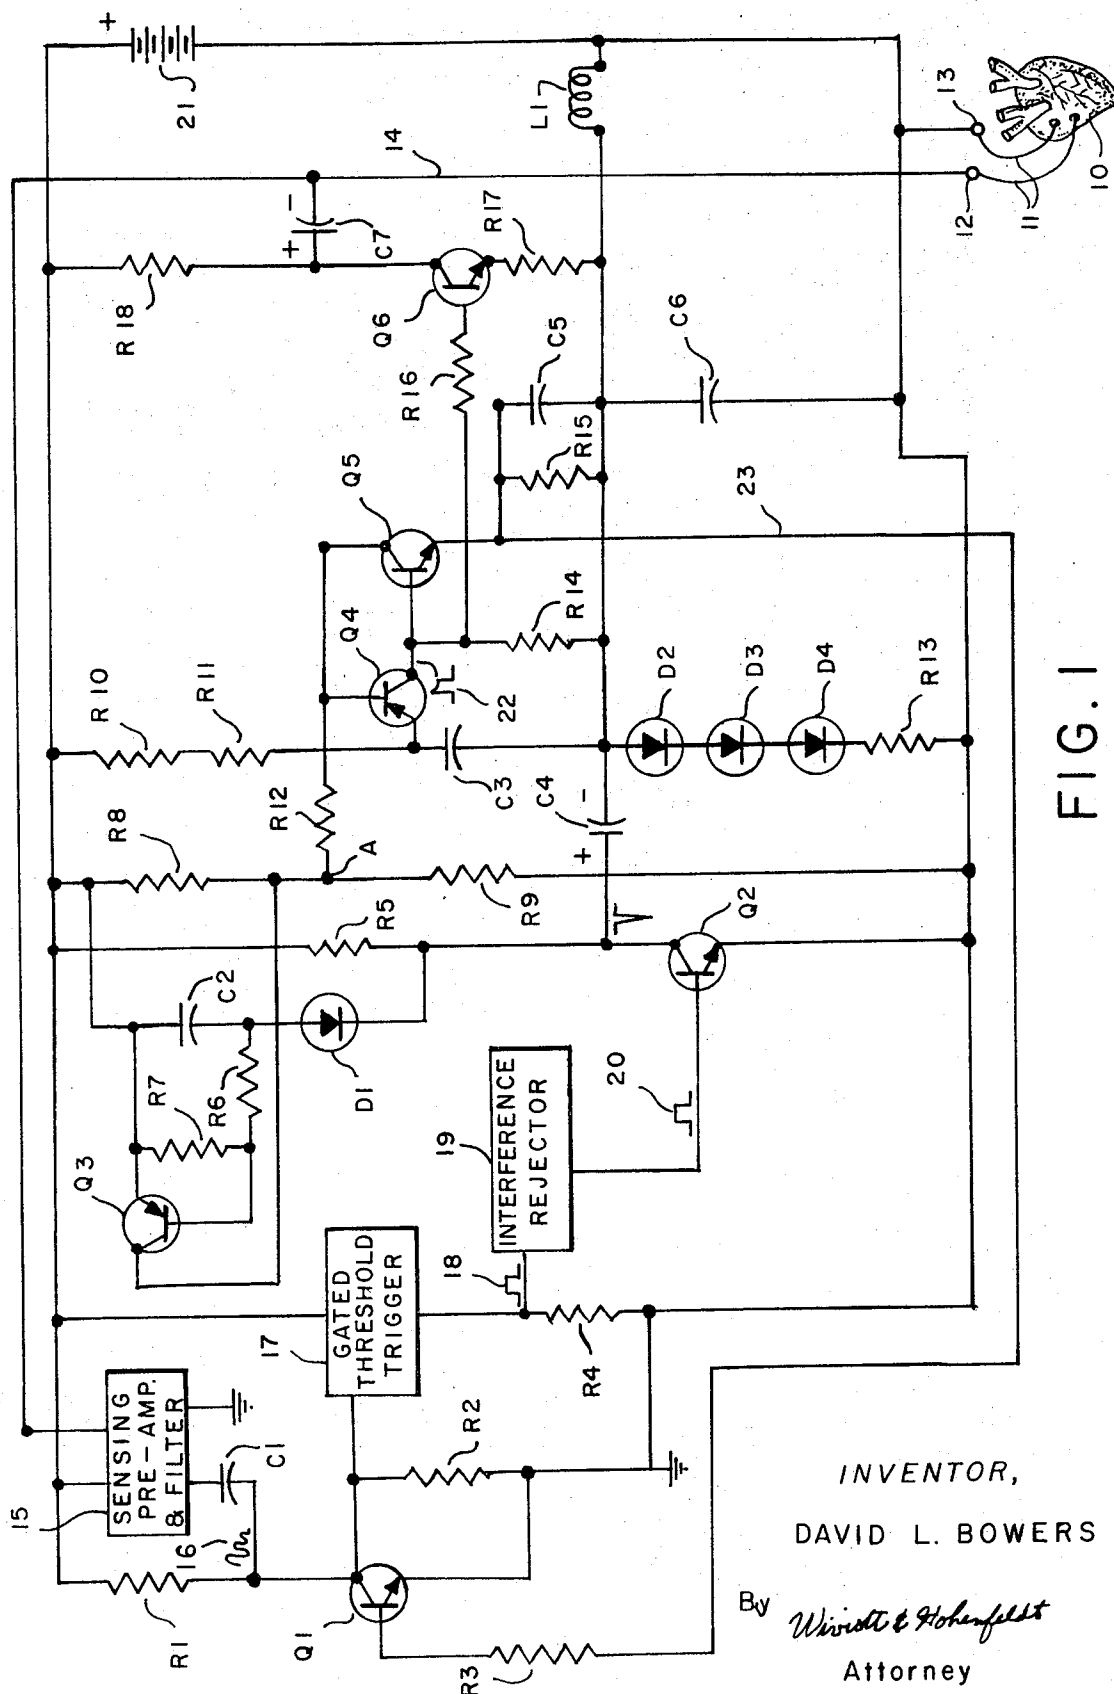 +
21
14
L1
13
12
11
10
R18
+
-
C7
Q6
R17
R16
C5
C6
R15
Q5
23
Q4
R14
22
R10
R11
R12
C3
C4
+
-
D2
D3
D4
R13
R8
A
R9
R5
Q2
C2
R7
R6
D1
Q3
20
19
INTERFERENCE
REJECTOR
18
17
GATED
THRESHOLD
TRIGGER
R4
R2
15
SENSING
PRE-AMP.
& FILTER
C1
16
R1
Q1
R3
FIG. 1
INVENTOR,
DAVID L. BOWERS
By
Wiviott & Hohenfeldt
Attorney